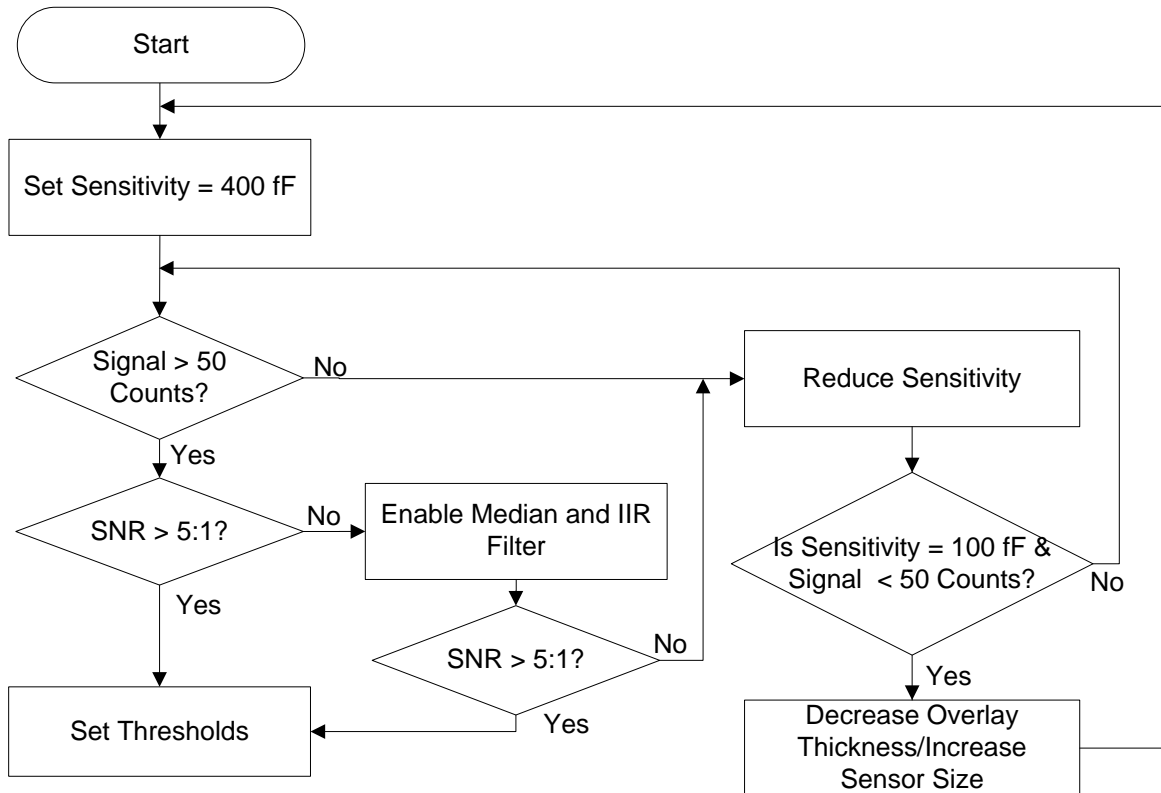 Start
Set Sensitivity = 400 fF
Signal > 50
Counts?
No
Yes
Reduce Sensitivity
SNR > 5:1?
No
Yes
Enable Median and IIR
Filter
Is Sensitivity = 100 fF &
Signal < 50 Counts?
No
Yes
SNR > 5:1?
No
Yes
Set Thresholds
Decrease Overlay
Thickness/Increase
Sensor Size